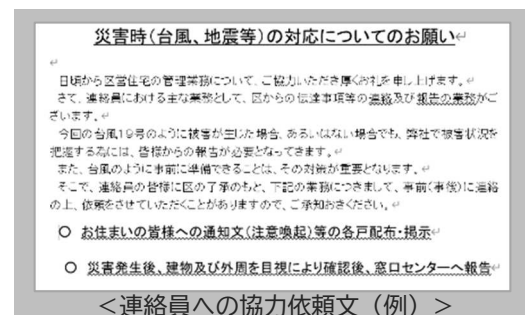 災害時（台風、地震等）の対応についてのお願い
日頃から区営住宅の管理業務について、ご協力いただき厚くお礼を申し上げます。
さて、連絡員における主な業務として、区からの伝達事項等の連絡及び報告の業務がご
ざいます。
今回の台風19号のように被害が生じた場合、あるいはない場合でも、弊社で被害状況を
把握する為には、皆様からの報告が必要となってきます。
また、台風のように事前に準備できることは、その対策が重要となります。
そこで、連絡員の皆様に区の了承のもと、下記の業務につきまして、事前（事後）に連絡
の上、依頼をさせていただくことがありますので、ご承知おきください。
○ お住まいの皆様への通知文（注意喚起）等の各戸配布・掲示
○ 災害発生後、建物及び外周を目視により確認後、窓口センターへ報告
＜連絡員への協力依頼文（例）＞